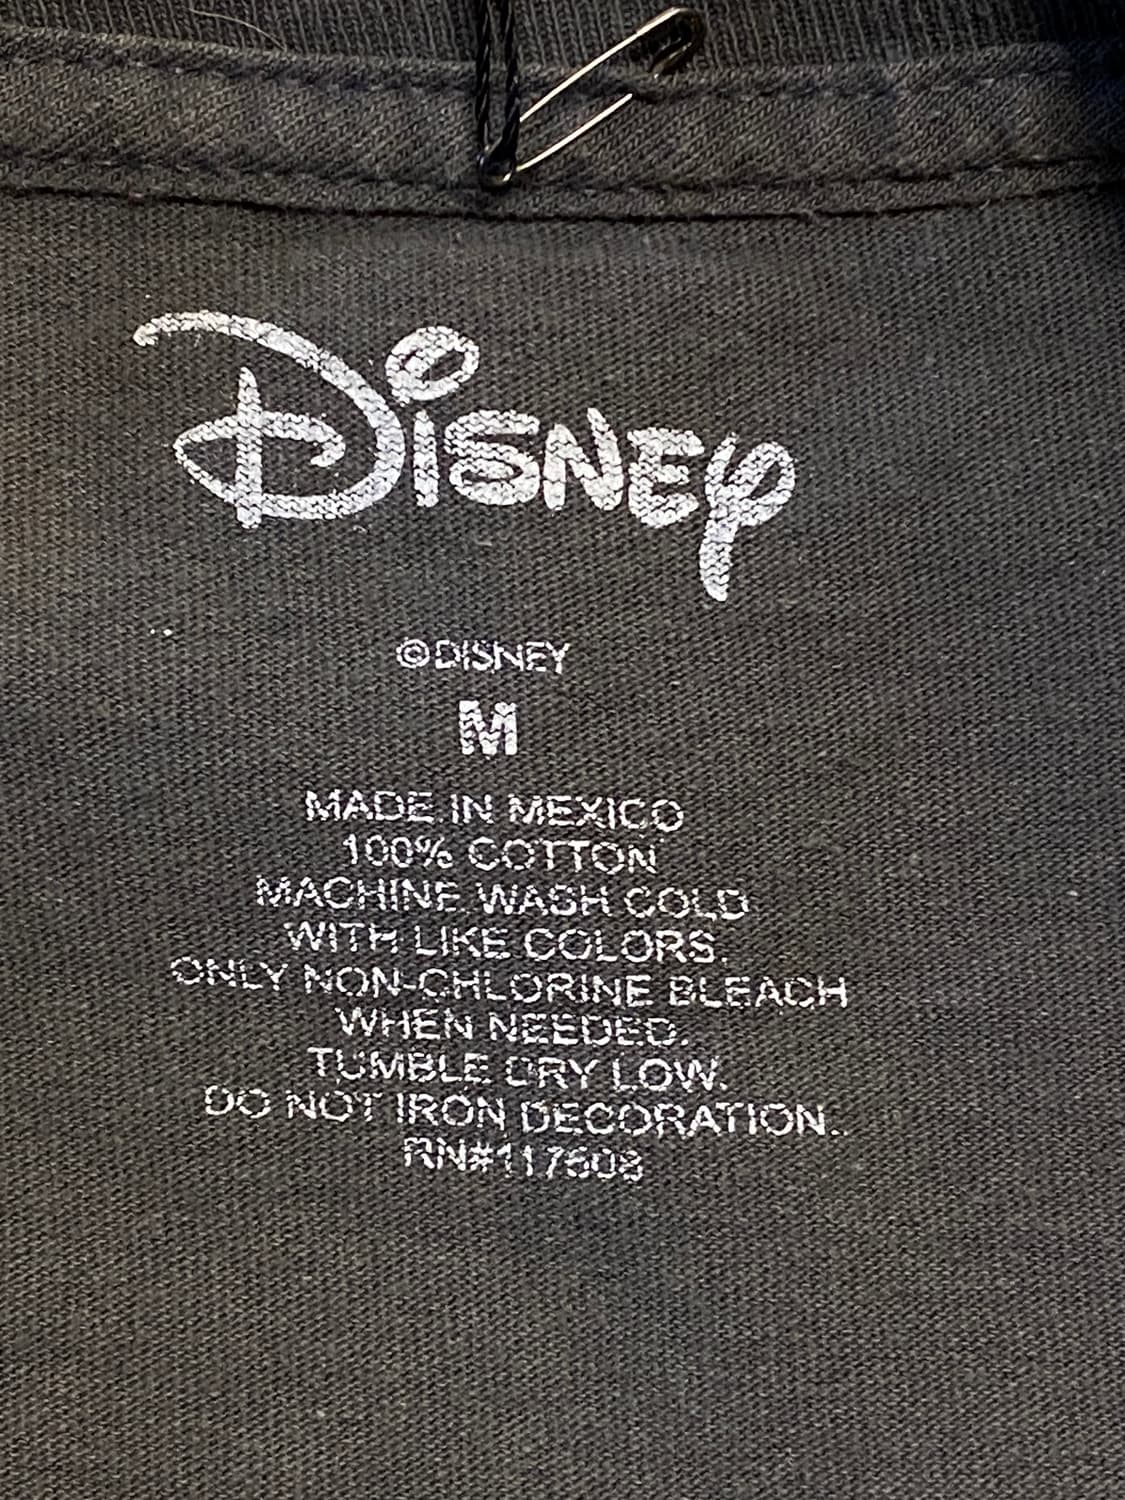 Disney
©DISNEY
M
MADE IN MEXICO
100% COTTON
MACHINE WASH COLD
WITH LIKE COLORS.
ONLY NON-CHLORINE BLEACH
WHEN NEEDED.
TUMBLE DRY LOW.
DO NOT IRON DECORATION.
RN#117608